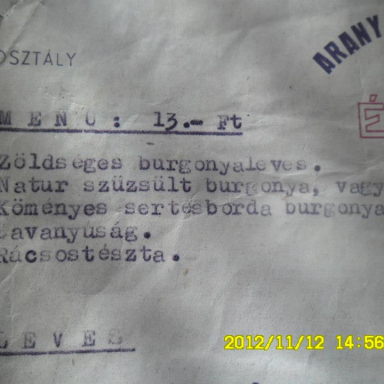 OSZTÁLY
ARANY
É
MENÜ: 13.- Ft
Zöldséges burgonyaleves.
Natur szüzsült burgonya, vagy
Köményes sertésborda burgonya
Savanyúság.
Rácsostészta.
LEVES
2012/11/12 14:56